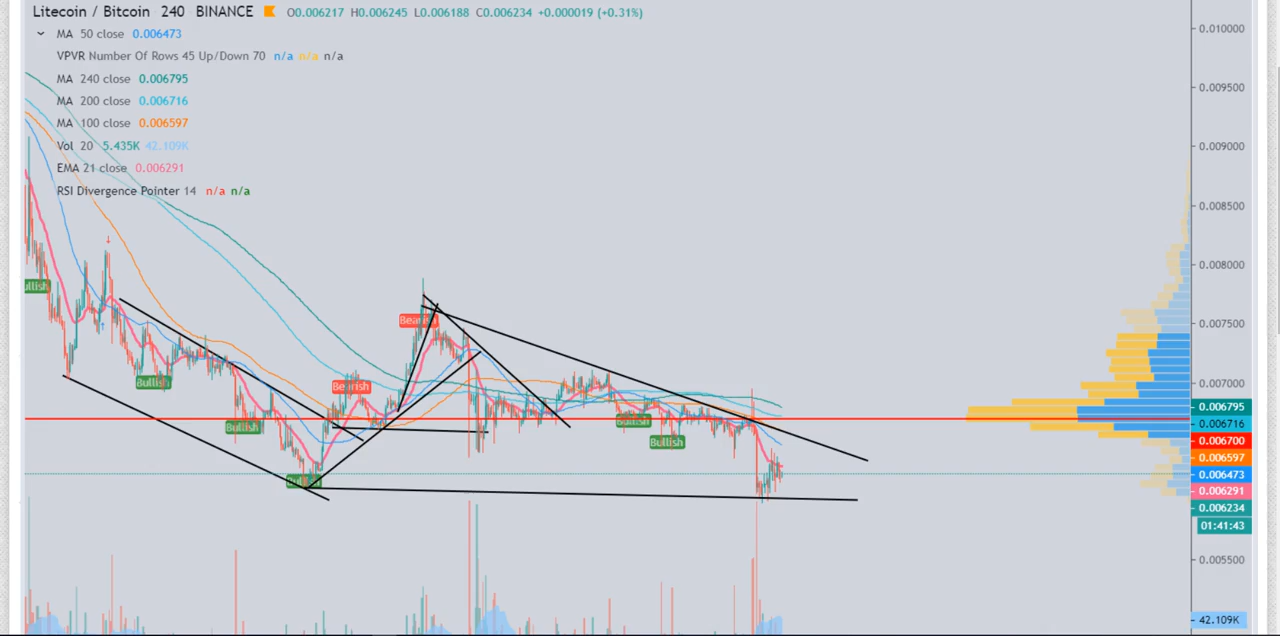 Litecoin / Bitcoin 240 BINANCE O0.006217 H0.006245 L0.006188 C0.006234 +0.000019 (+0.31%)
MA 50 close 0.006473
VPVR Number Of Rows 45 Up/Down 70 n/a n/a n/a
MA 240 close 0.006795
MA 200 close 0.006716
MA 100 close 0.006597
Vol 20 5.435K 42.109K
EMA 21 close 0.006291
RSI Divergence Pointer 14 n/a n/a
Bullish
Bearish
Bearish
Bullish
Bullish
Bullish
Bullish
0.010000
0.009500
0.009000
0.008500
0.008000
0.007500
0.007000
0.006795
0.006716
0.006700
0.006597
0.006473
0.006291
0.006234
01:41:43
0.005500
42.109K